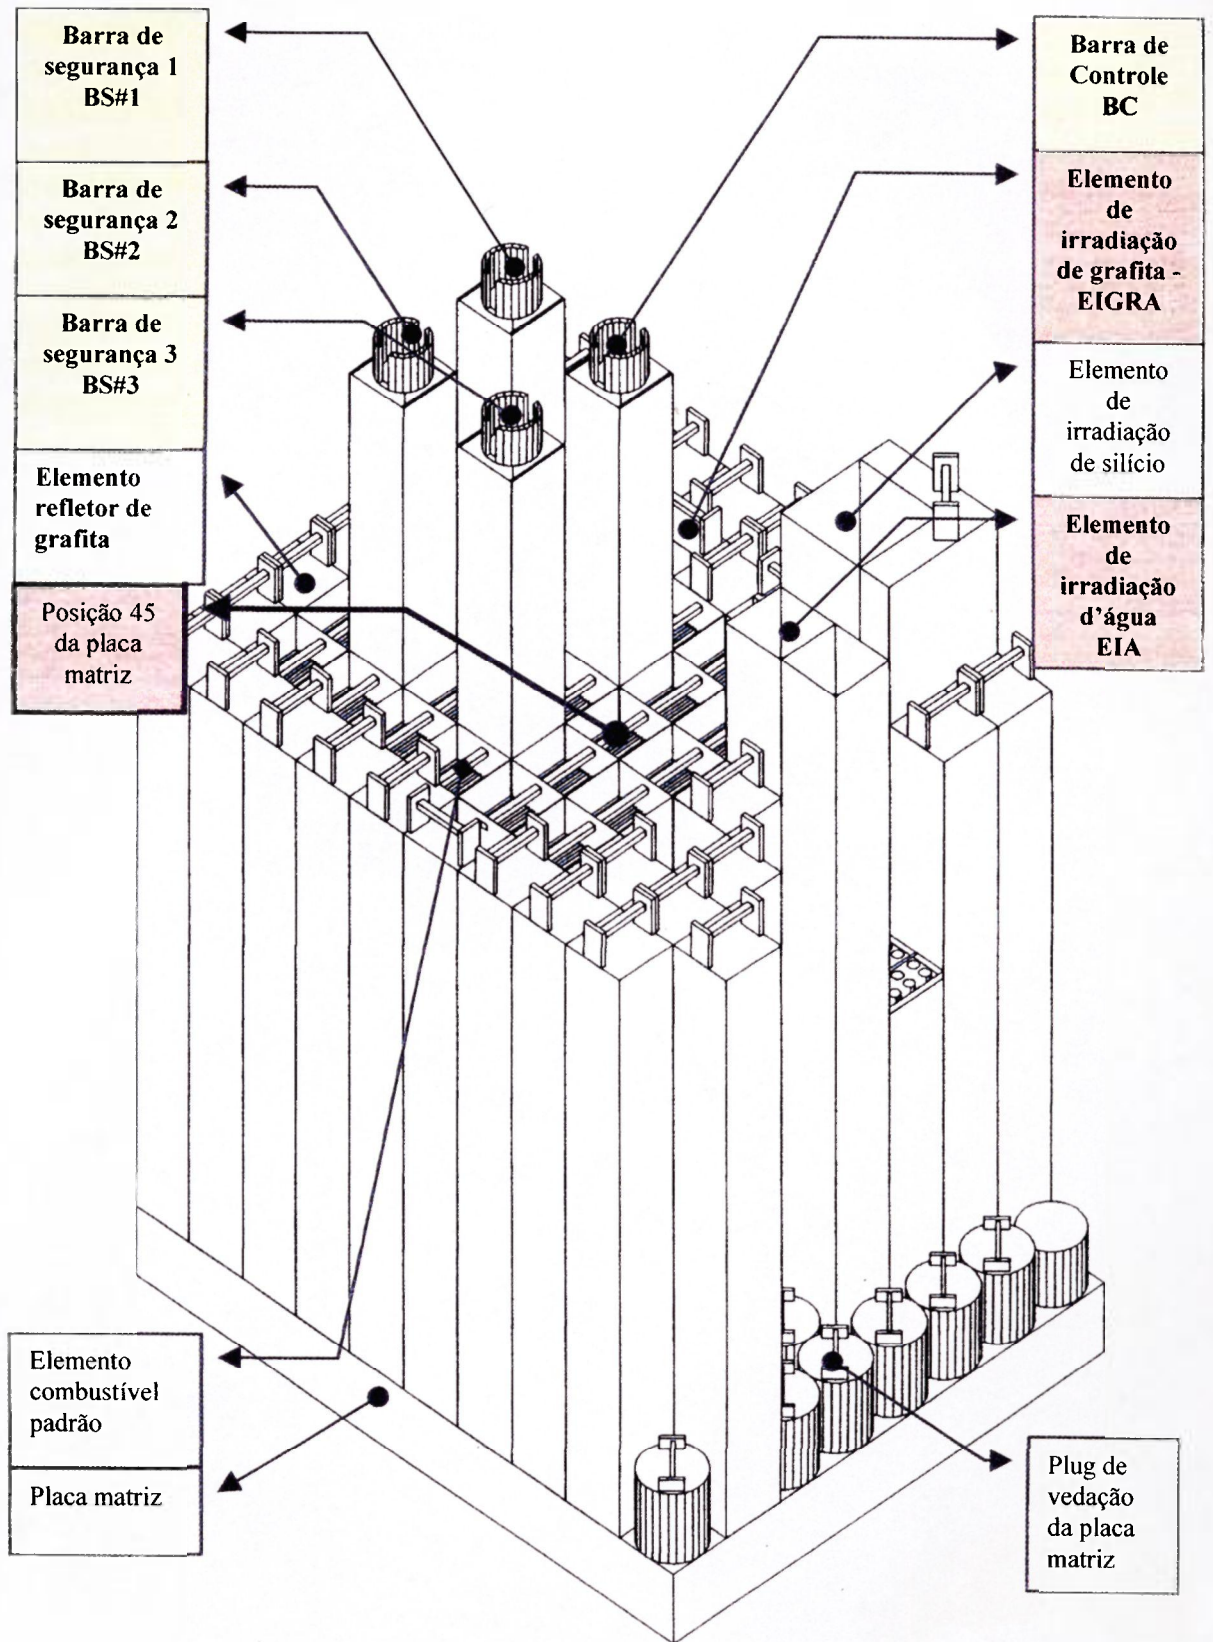 Barra de
segurança 1
BS#1
Barra de
segurança 2
BS#2
Barra de
segurança 3
BS#3
Elemento
refletor de
grafita
Posição 45
da placa
matriz
Barra de
Controle
BC
Elemento
de
irradiação
de grafita -
EIGRA
Elemento
de
irradiação
de silício
Elemento
de
irradiação
d'água
EIA
Elemento
combustível
padrão
Placa matriz
Plug de
vedação
da placa
matriz